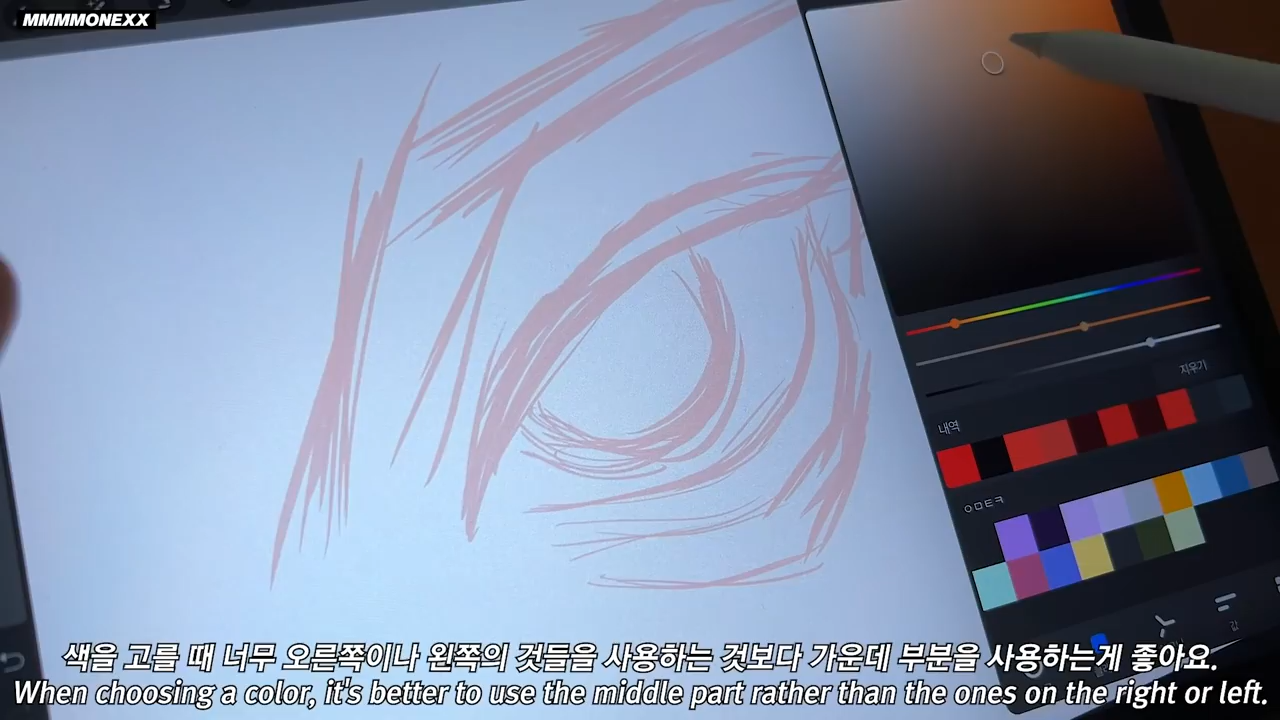 MMMMONEXX
지우기
내역
ㅇㅁㅌㅋ
값
색을 고를 때 너무 오른쪽이나 왼쪽의 것들을 사용하는 것보다 가운데 부분을 사용하는게 좋아요.
When choosing a color, it's better to use the middle part rather than the ones on the right or left.